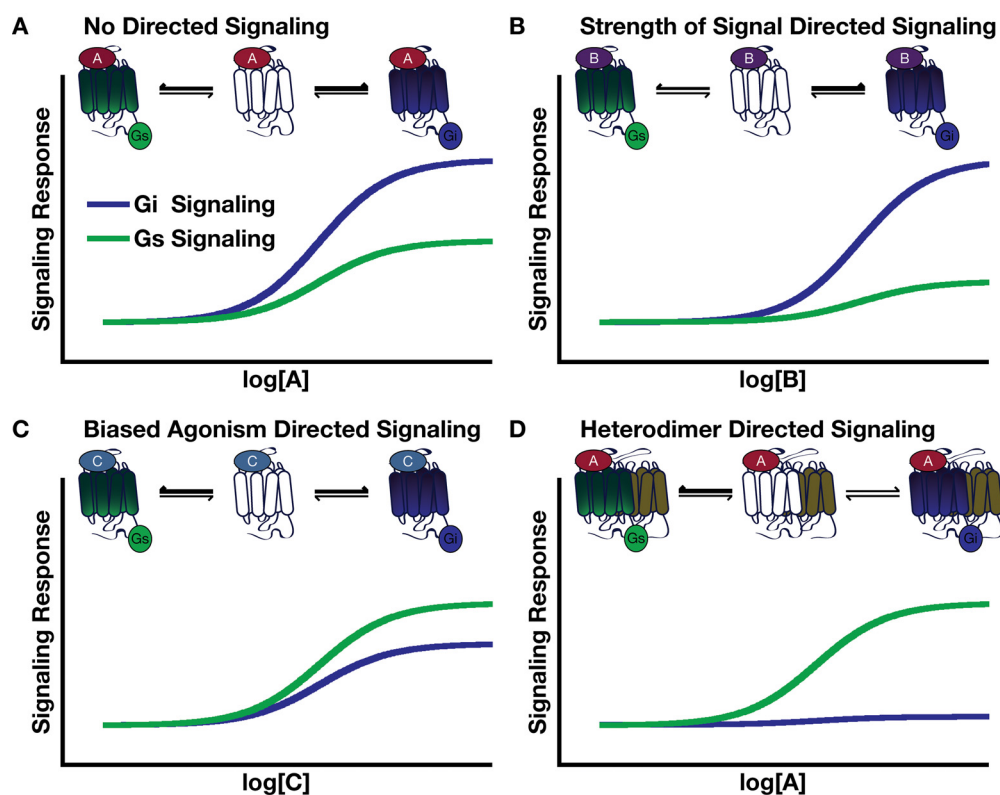 A
No Directed Signaling
A
A
A
Gs
Gi
Signaling Response
Gi Signaling
Gs Signaling
log[A]
B
Strength of Signal Directed Signaling
B
B
B
Gs
Gi
Signaling Response
log[B]
C
Biased Agonism Directed Signaling
C
C
C
Gs
Gi
Signaling Response
log[C]
D
Heterodimer Directed Signaling
A
A
A
Gs
Gi
Signaling Response
log[A]